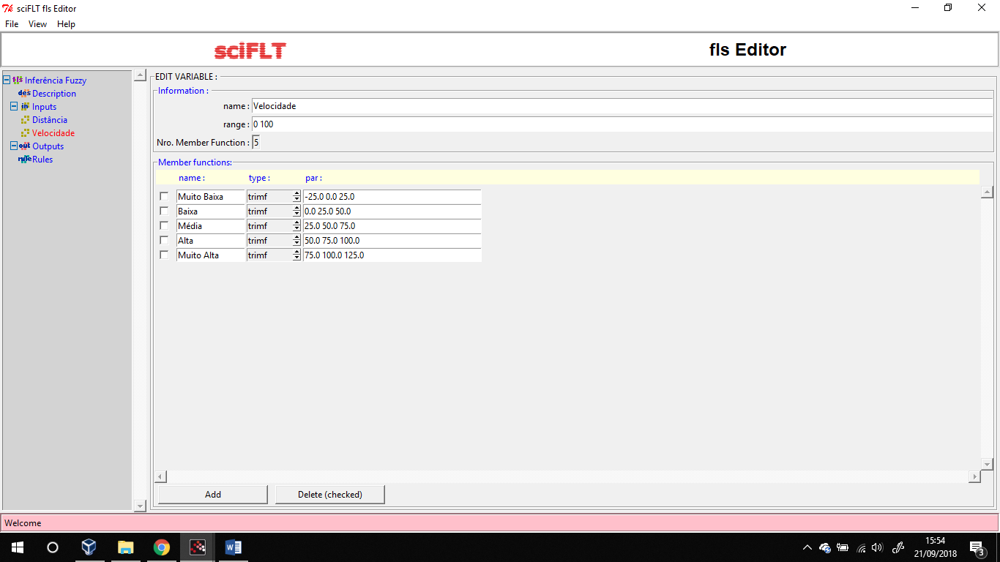 sciFLT fls Editor
File View Help
sciFLT fls Editor
fls Inferência Fuzzy
des Description
in Inputs
Distância
Velocidade
out Outputs
rule Rules
EDIT VARIABLE :
Information :
name : Velocidade
range : 0 100
Nro. Member Function : 5
Member functions:
name : type : par :
Muito Baixa trimf -25.0 0.0 25.0
Baixa trimf 0.0 25.0 50.0
Média trimf 25.0 50.0 75.0
Alta trimf 50.0 75.0 100.0
Muito Alta trimf 75.0 100.0 125.0
Add Delete (checked)
Welcome
15:54
21/09/2018
3